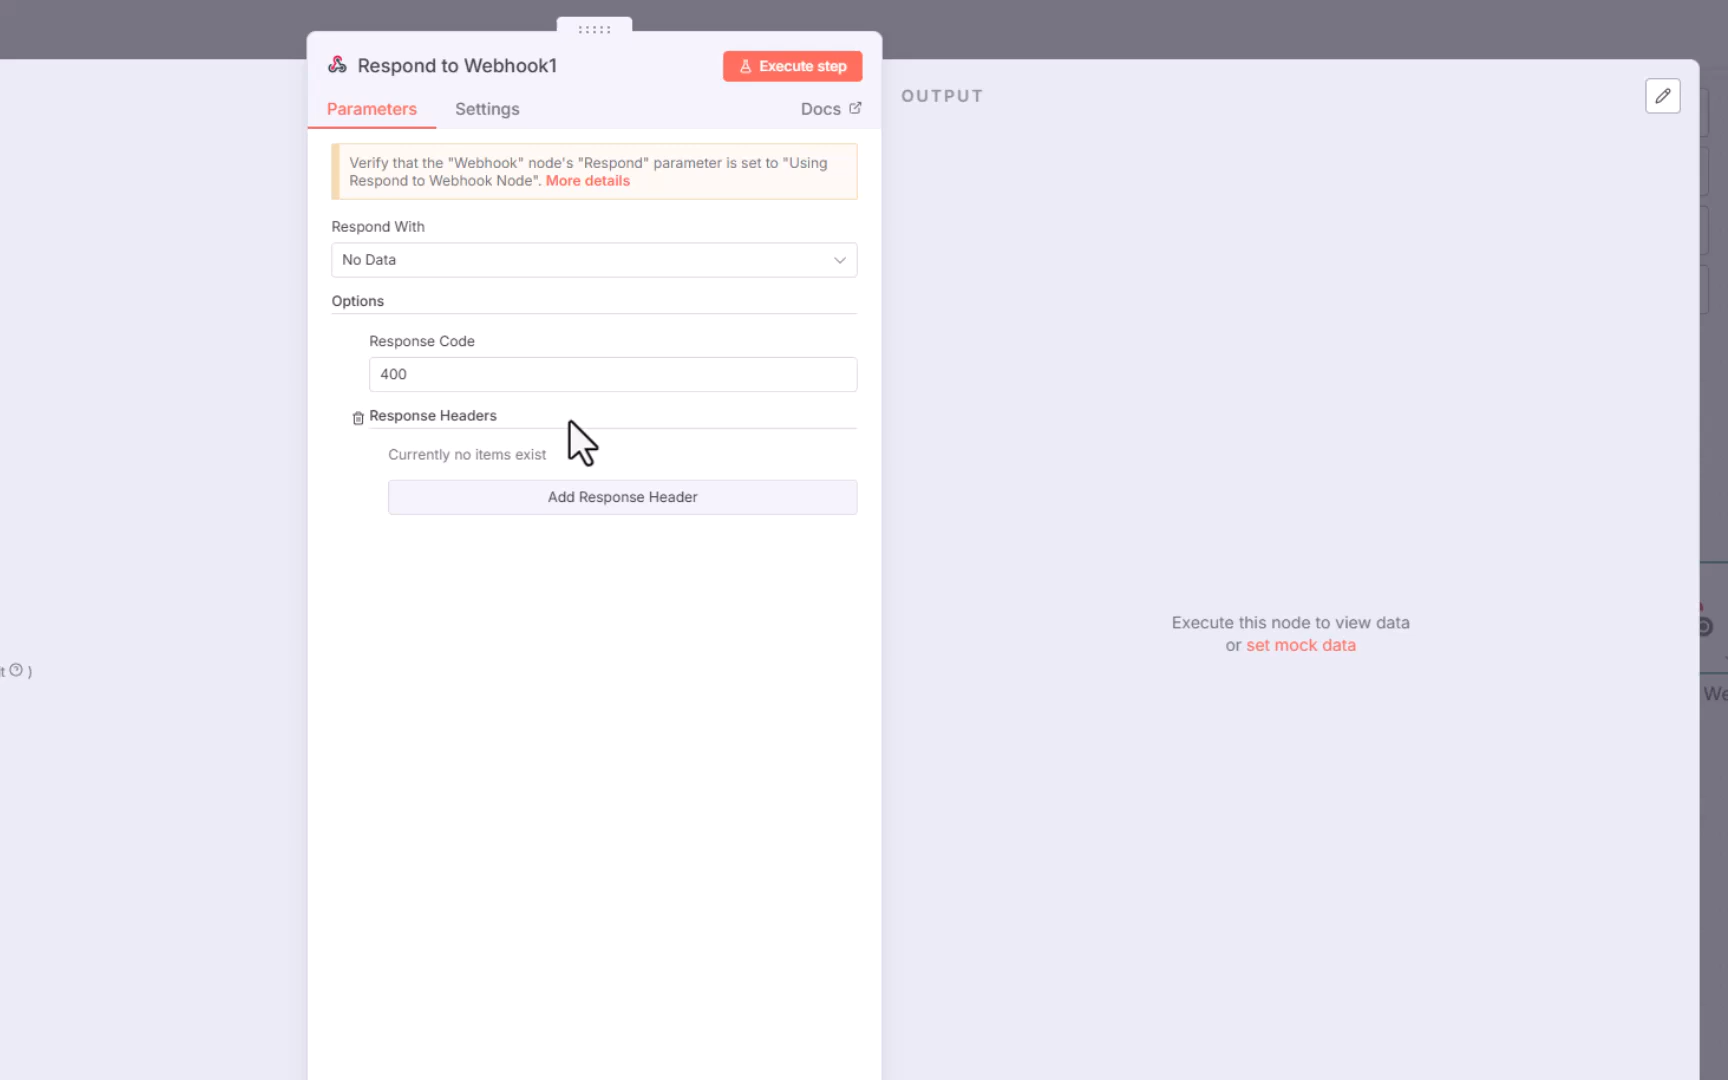 Respond to Webhook1
Execute step
Parameters
Settings
Docs
Verify that the "Webhook" node's "Respond" parameter is set to "Using
Respond to Webhook Node". More details
Respond With
No Data
Options
Response Code
400
Response Headers
Currently no items exist
Add Response Header
OUTPUT
Execute this node to view data
or set mock data